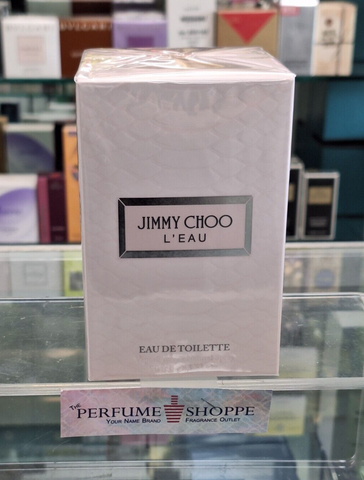 JIMMY CHOO
L'EAU
EAU DE TOILETTE
The PERFUME SHOPPE
YOUR NAME BRAND FRAGRANCE OUTLET